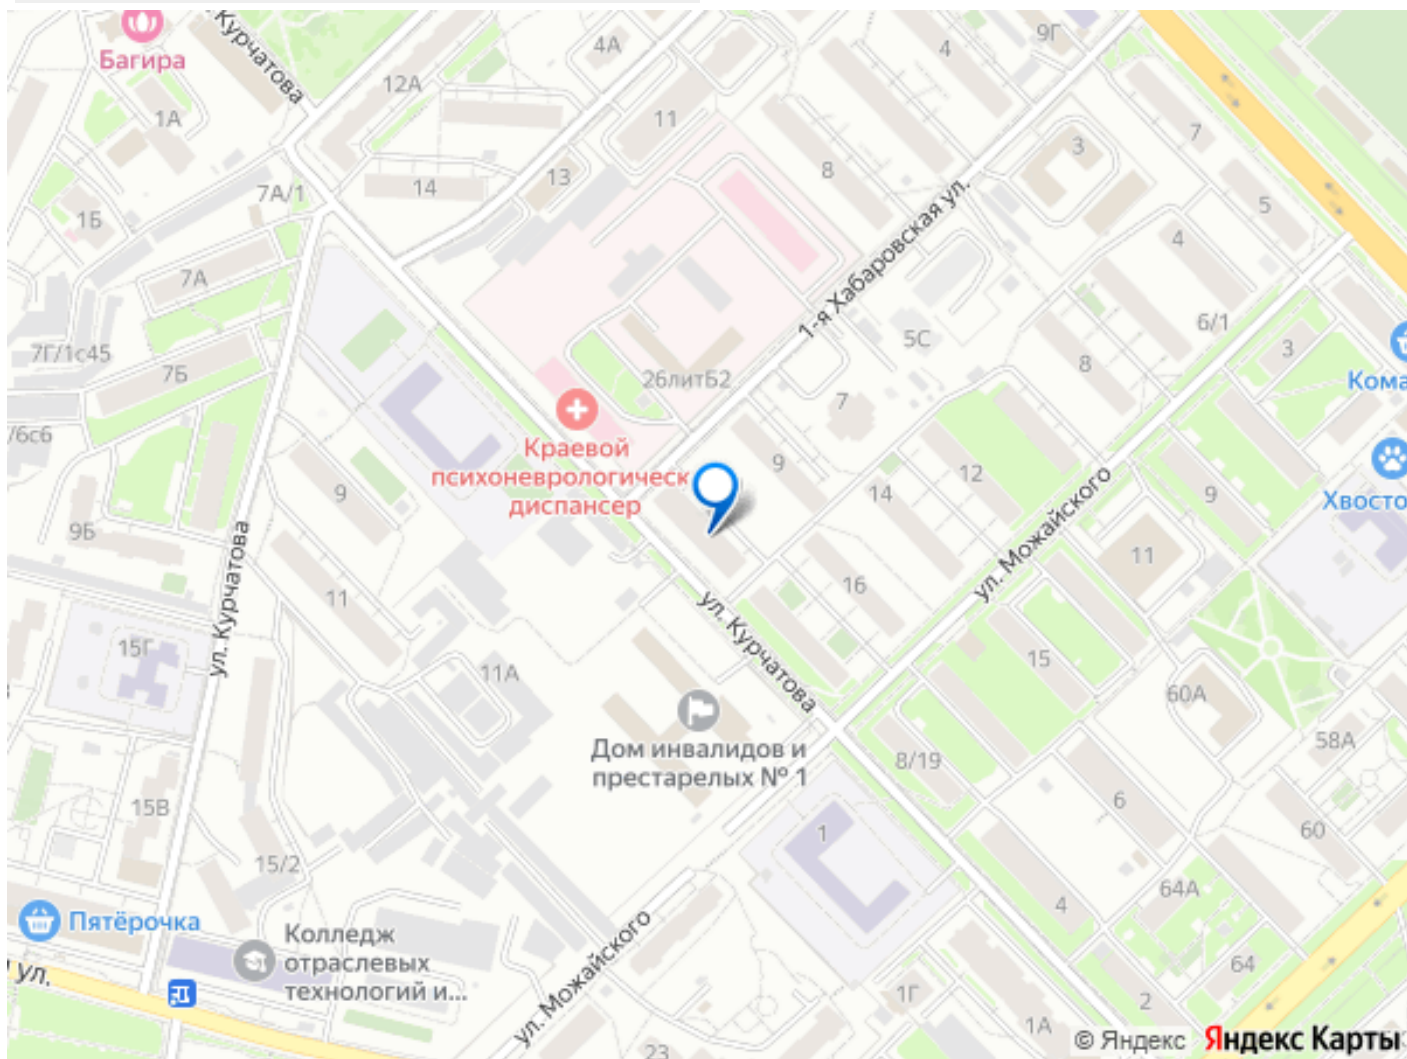 ул. Курчатова
Багира
4А
4
9Г
12А
1А
11
7
3
8
13
14
7А/1
5
1Б
4
7А
1-я Хабаровская ул.
6/1
5С
3
7Г/1с45
7Б
26литБ2
8
Кома
7
/6с6
Краевой
психоневрологическ
диспансер
9
9
14
12
9
Хвосто
9Б
ул. Курчатова
ул. Можайского
11
11
16
ул. Курчатова
15Г
15
11А
60А
Дом инвалидов и
престарелых № 1
58А
8/19
15В
6
1
60
15/2
64А
4
Пятёрочка
Колледж
отраслевых
технологий и...
ул. Можайского
ул.
64
1Г
2
1А
23
© Яндекс Яндекс Карты